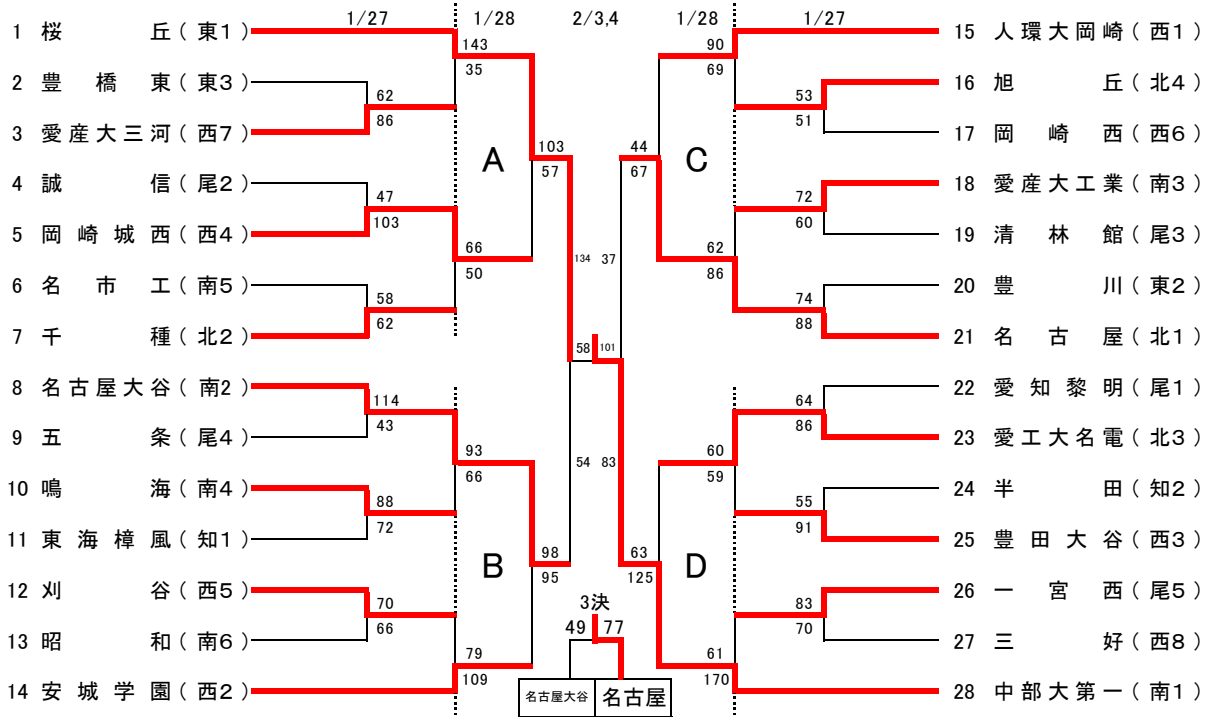 1/27 1/28 2/3,4 1/28 1/27
1 桜丘(東1)
2 豊橋東(東3)
3 愛産大三河(西7)
4 誠信(尾2)
5 岡崎城西(西4)
6 名市工(南5)
7 千種(北2)
8 名古屋大谷(南2)
9 五条(尾4)
10 鳴海(南4)
11 東海樟風(知1)
12 刈谷(西5)
13 昭和(南6)
14 安城学園(西2)
62
86
47
103
58
62
114
43
88
72
70
66
143
35
66
50
93
66
79
109
A
B
103
57
98
95
134 37
58 101
54 83
3決
49 77
名古屋大谷 名古屋
44
67
63
125
C
D
90
69
62
86
60
59
61
170
53
51
72
60
74
88
64
86
55
91
83
70
15 人環大岡崎(西1)
16 旭丘(北4)
17 岡崎西(西6)
18 愛産大工業(南3)
19 清林館(尾3)
20 豊川(東2)
21 名古屋(北1)
22 愛知黎明(尾1)
23 愛工大名電(北3)
24 半田(知2)
25 豊田大谷(西3)
26 一宮西(尾5)
27 三好(西8)
28 中部大第一(南1)